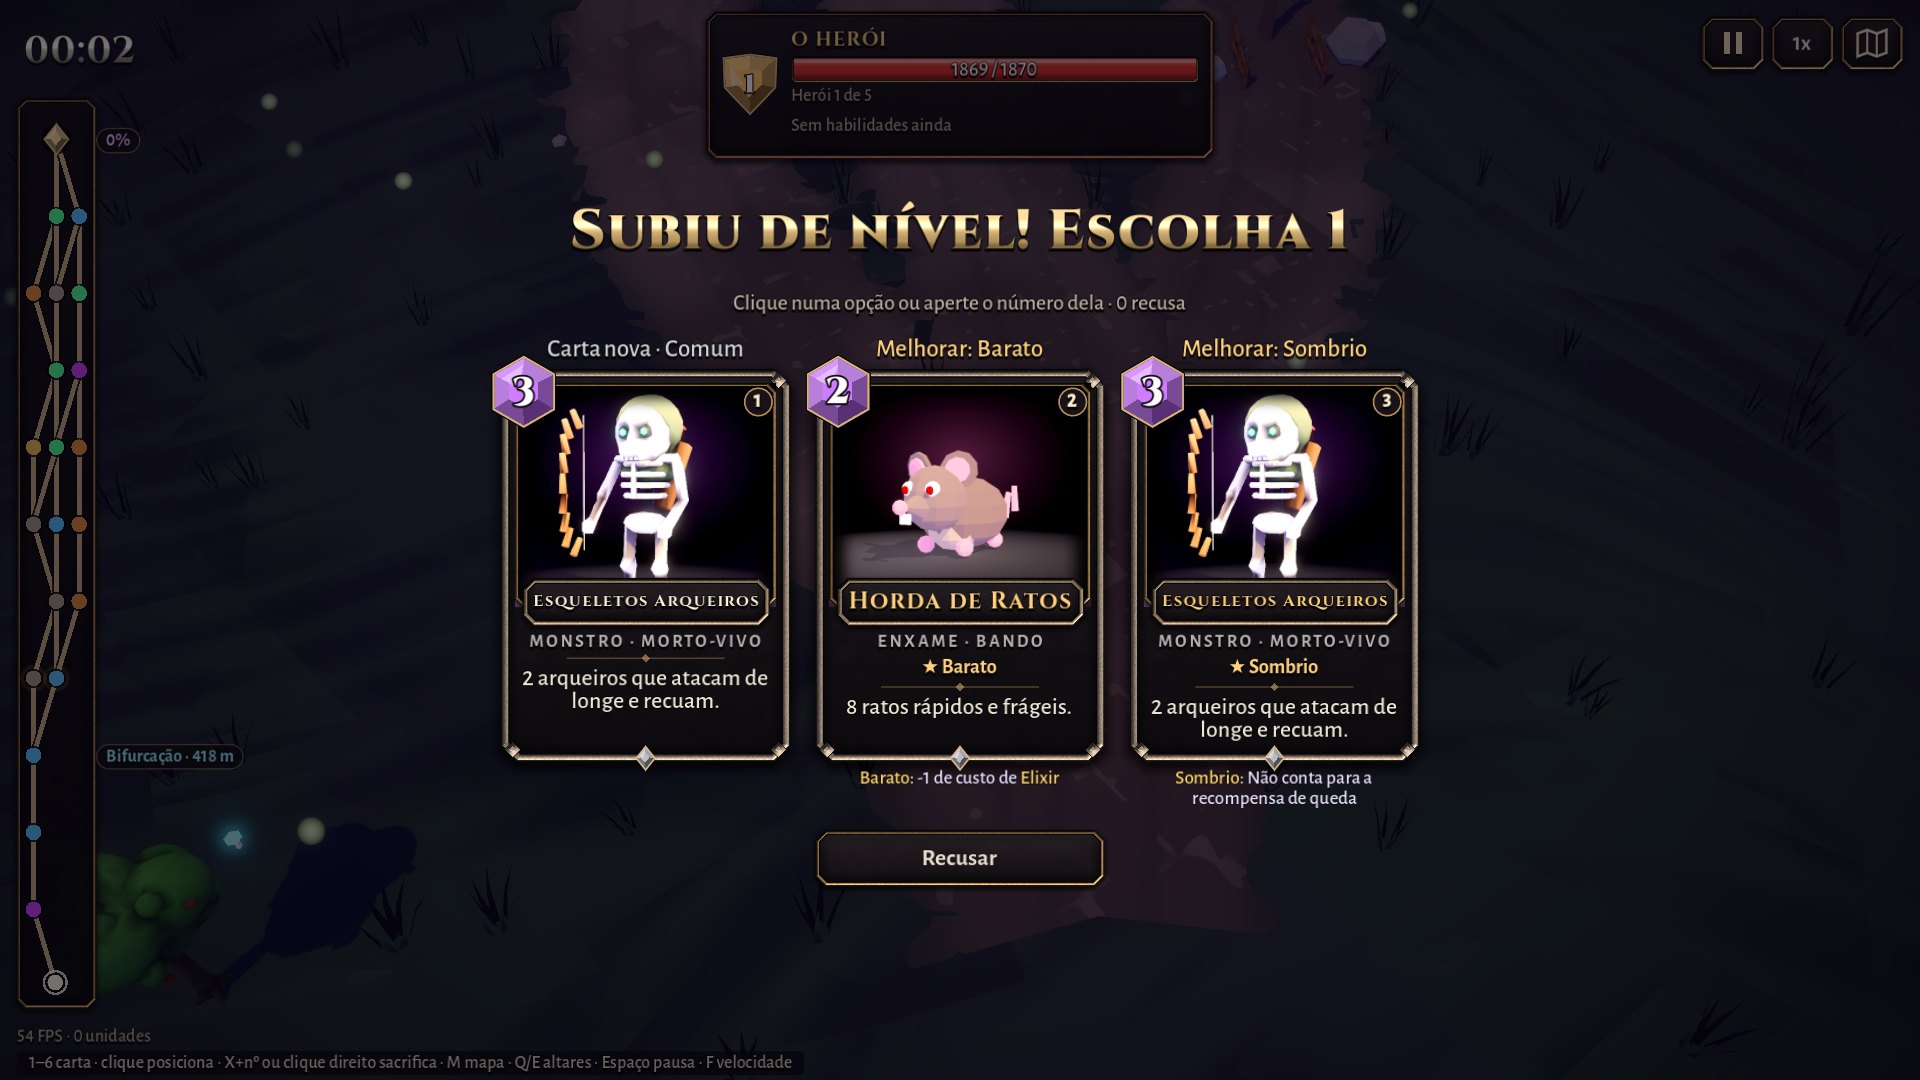 00:02
O HERÓI
1
1869/1870
Herói 1 de 5
Sem habilidades ainda
1x
0%
SUBIU DE NÍVEL! ESCOLHA 1
Clique numa opção ou aperte o número dela · 0 recusa
Carta nova · Comum
3
1
ESQUELETOS ARQUEIROS
MONSTRO · MORTO-VIVO
2 arqueiros que atacam de
longe e recuam.
Melhorar: Barato
2
2
HORDA DE RATOS
ENXAME · BANDO
★ Barato
8 ratos rápidos e frágeis.
Barato: -1 de custo de Elixir
Melhorar: Sombrio
3
3
ESQUELETOS ARQUEIROS
MONSTRO · MORTO-VIVO
★ Sombrio
2 arqueiros que atacam de
longe e recuam.
Sombrio: Não conta para a
recompensa de queda
Bifurcação · 418 m
Recusar
54 FPS · 0 unidades
1–6 carta · clique posiciona · X+nº ou clique direito sacrifica · M mapa · Q/E altares · Espaço pausa · F velocidade